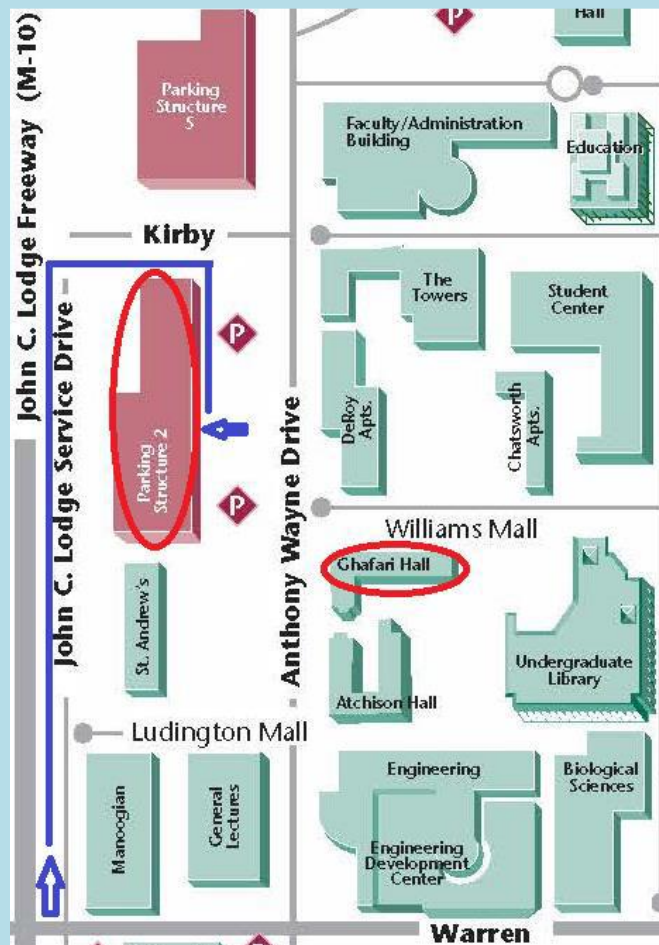 Hall
P
John C. Lodge Freeway (M-10)
Parking
Structure
5
Faculty/Administration
Building
Education
Kirby
John C. Lodge Service Drive
P
The
Towers
Student
Center
Parking
Structure 2
DeRoy
Apts.
Chatsworth
Apts.
Anthony Wayne Drive
P
Williams Mall
Ghafari Hall
St. Andrew's
Undergraduate
Library
Atchison Hall
Ludington Mall
Manoogian
General
Lectures
Engineering
Biological
Sciences
Engineering
Development
Center
Warren